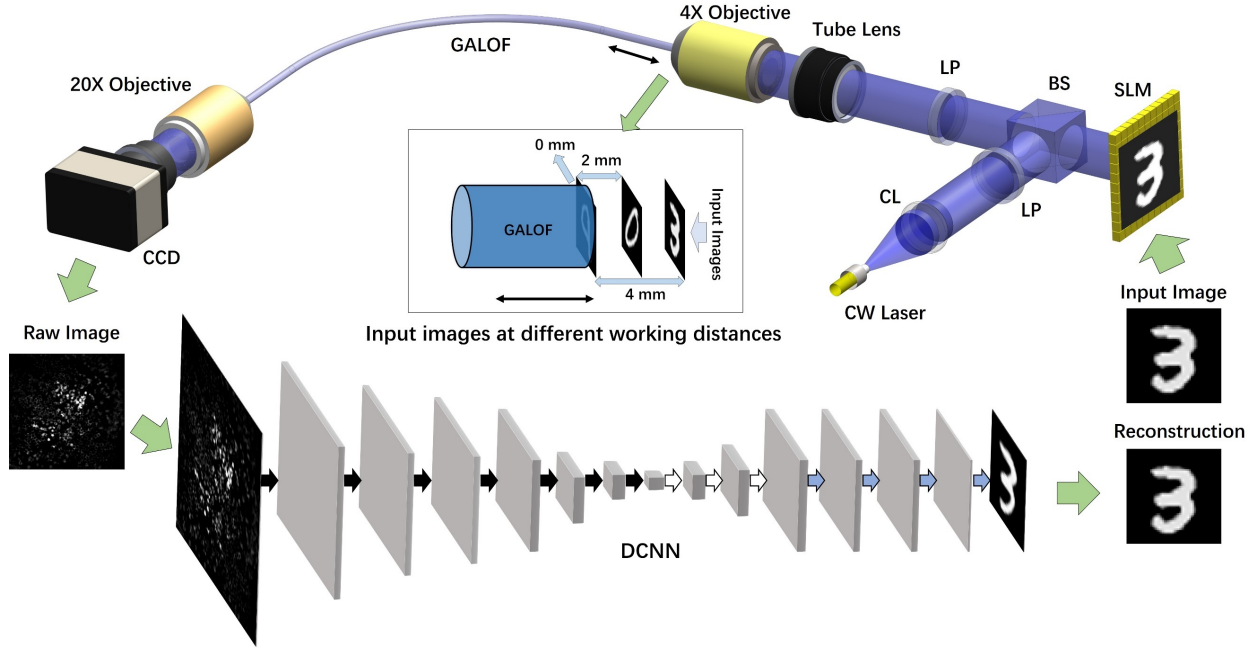 4X Objective
Tube Lens
GALOF
LP
BS
SLM
20X Objective
0 mm
2 mm
GALOF
Input Images
4 mm
CL
LP
CCD
CW Laser
Input Image
Input images at different working distances
Raw Image
Reconstruction
DCNN